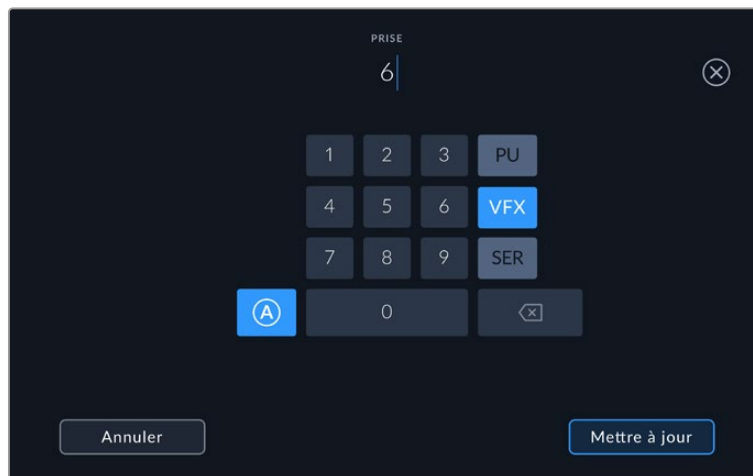 PRISE
6
1 2 3 PU
4 5 6 VFX
7 8 9 SER
A 0
Annuler Mettre à jour